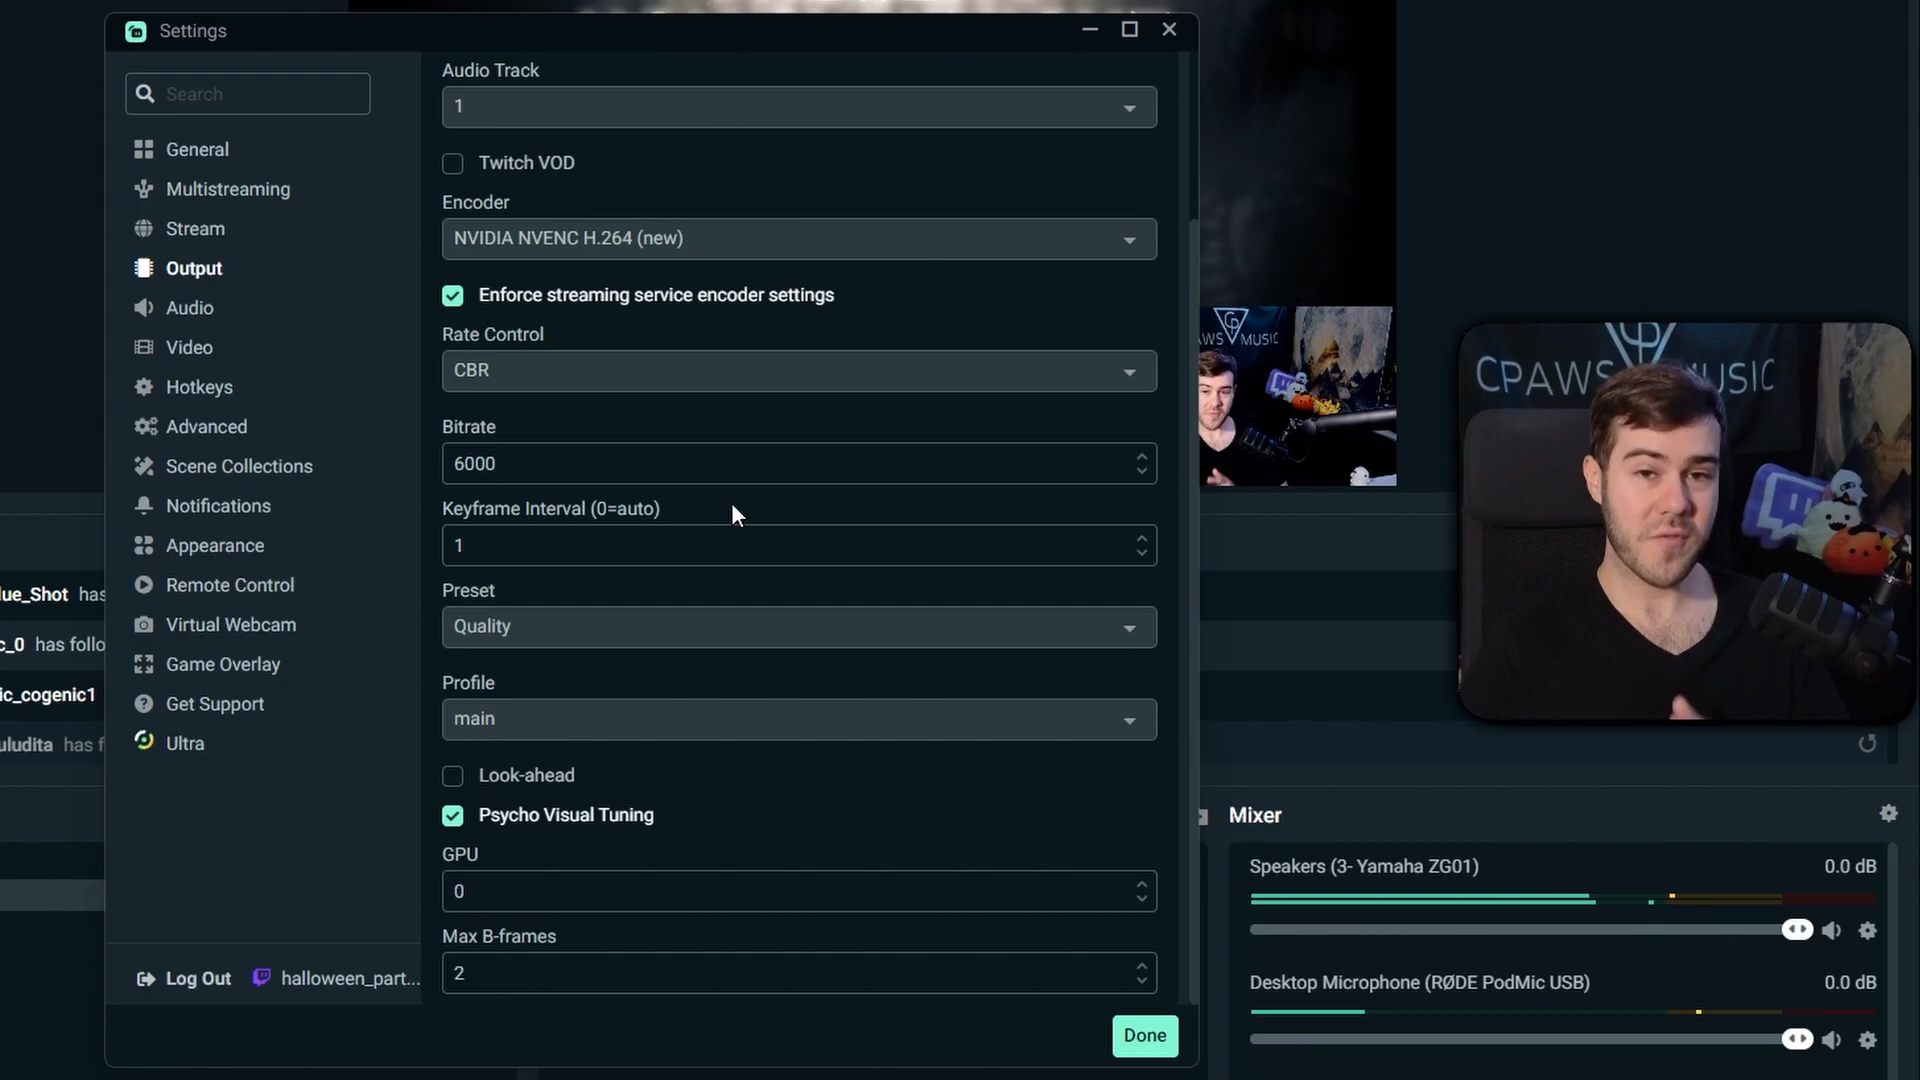 Settings
Search
General
Multistreaming
Stream
Output
Audio
Video
Hotkeys
Advanced
Scene Collections
Notifications
Appearance
Remote Control
Virtual Webcam
Game Overlay
Get Support
Ultra
Log Out halloween_part...
Audio Track
1
Twitch VOD
Encoder
NVIDIA NVENC H.264 (new)
Enforce streaming service encoder settings
Rate Control
CBR
Bitrate
6000
Keyframe Interval (0=auto)
1
Preset
Quality
Profile
main
Look-ahead
Psycho Visual Tuning
GPU
0
Max B-frames
2
Done
lue_Shot has
c_0 has follo
ic_cogenic1
uludita has f
AWS MUSIC
CPAWS MUSIC
Mixer
Speakers (3- Yamaha ZG01) 0.0 dB
Desktop Microphone (RØDE PodMic USB) 0.0 dB